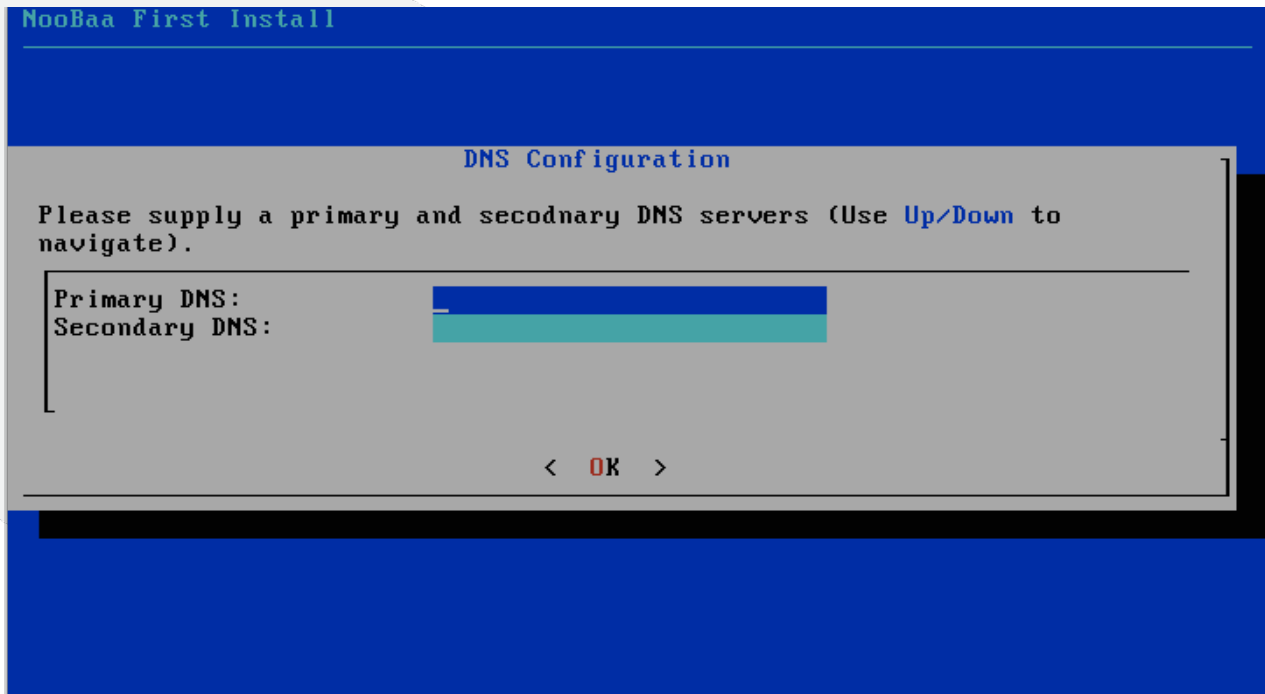 NooBaa First Install
DNS Configuration
Please supply a primary and secodnary DNS servers (Use Up/Down to
navigate).
Primary DNS:
Secondary DNS:
< OK >